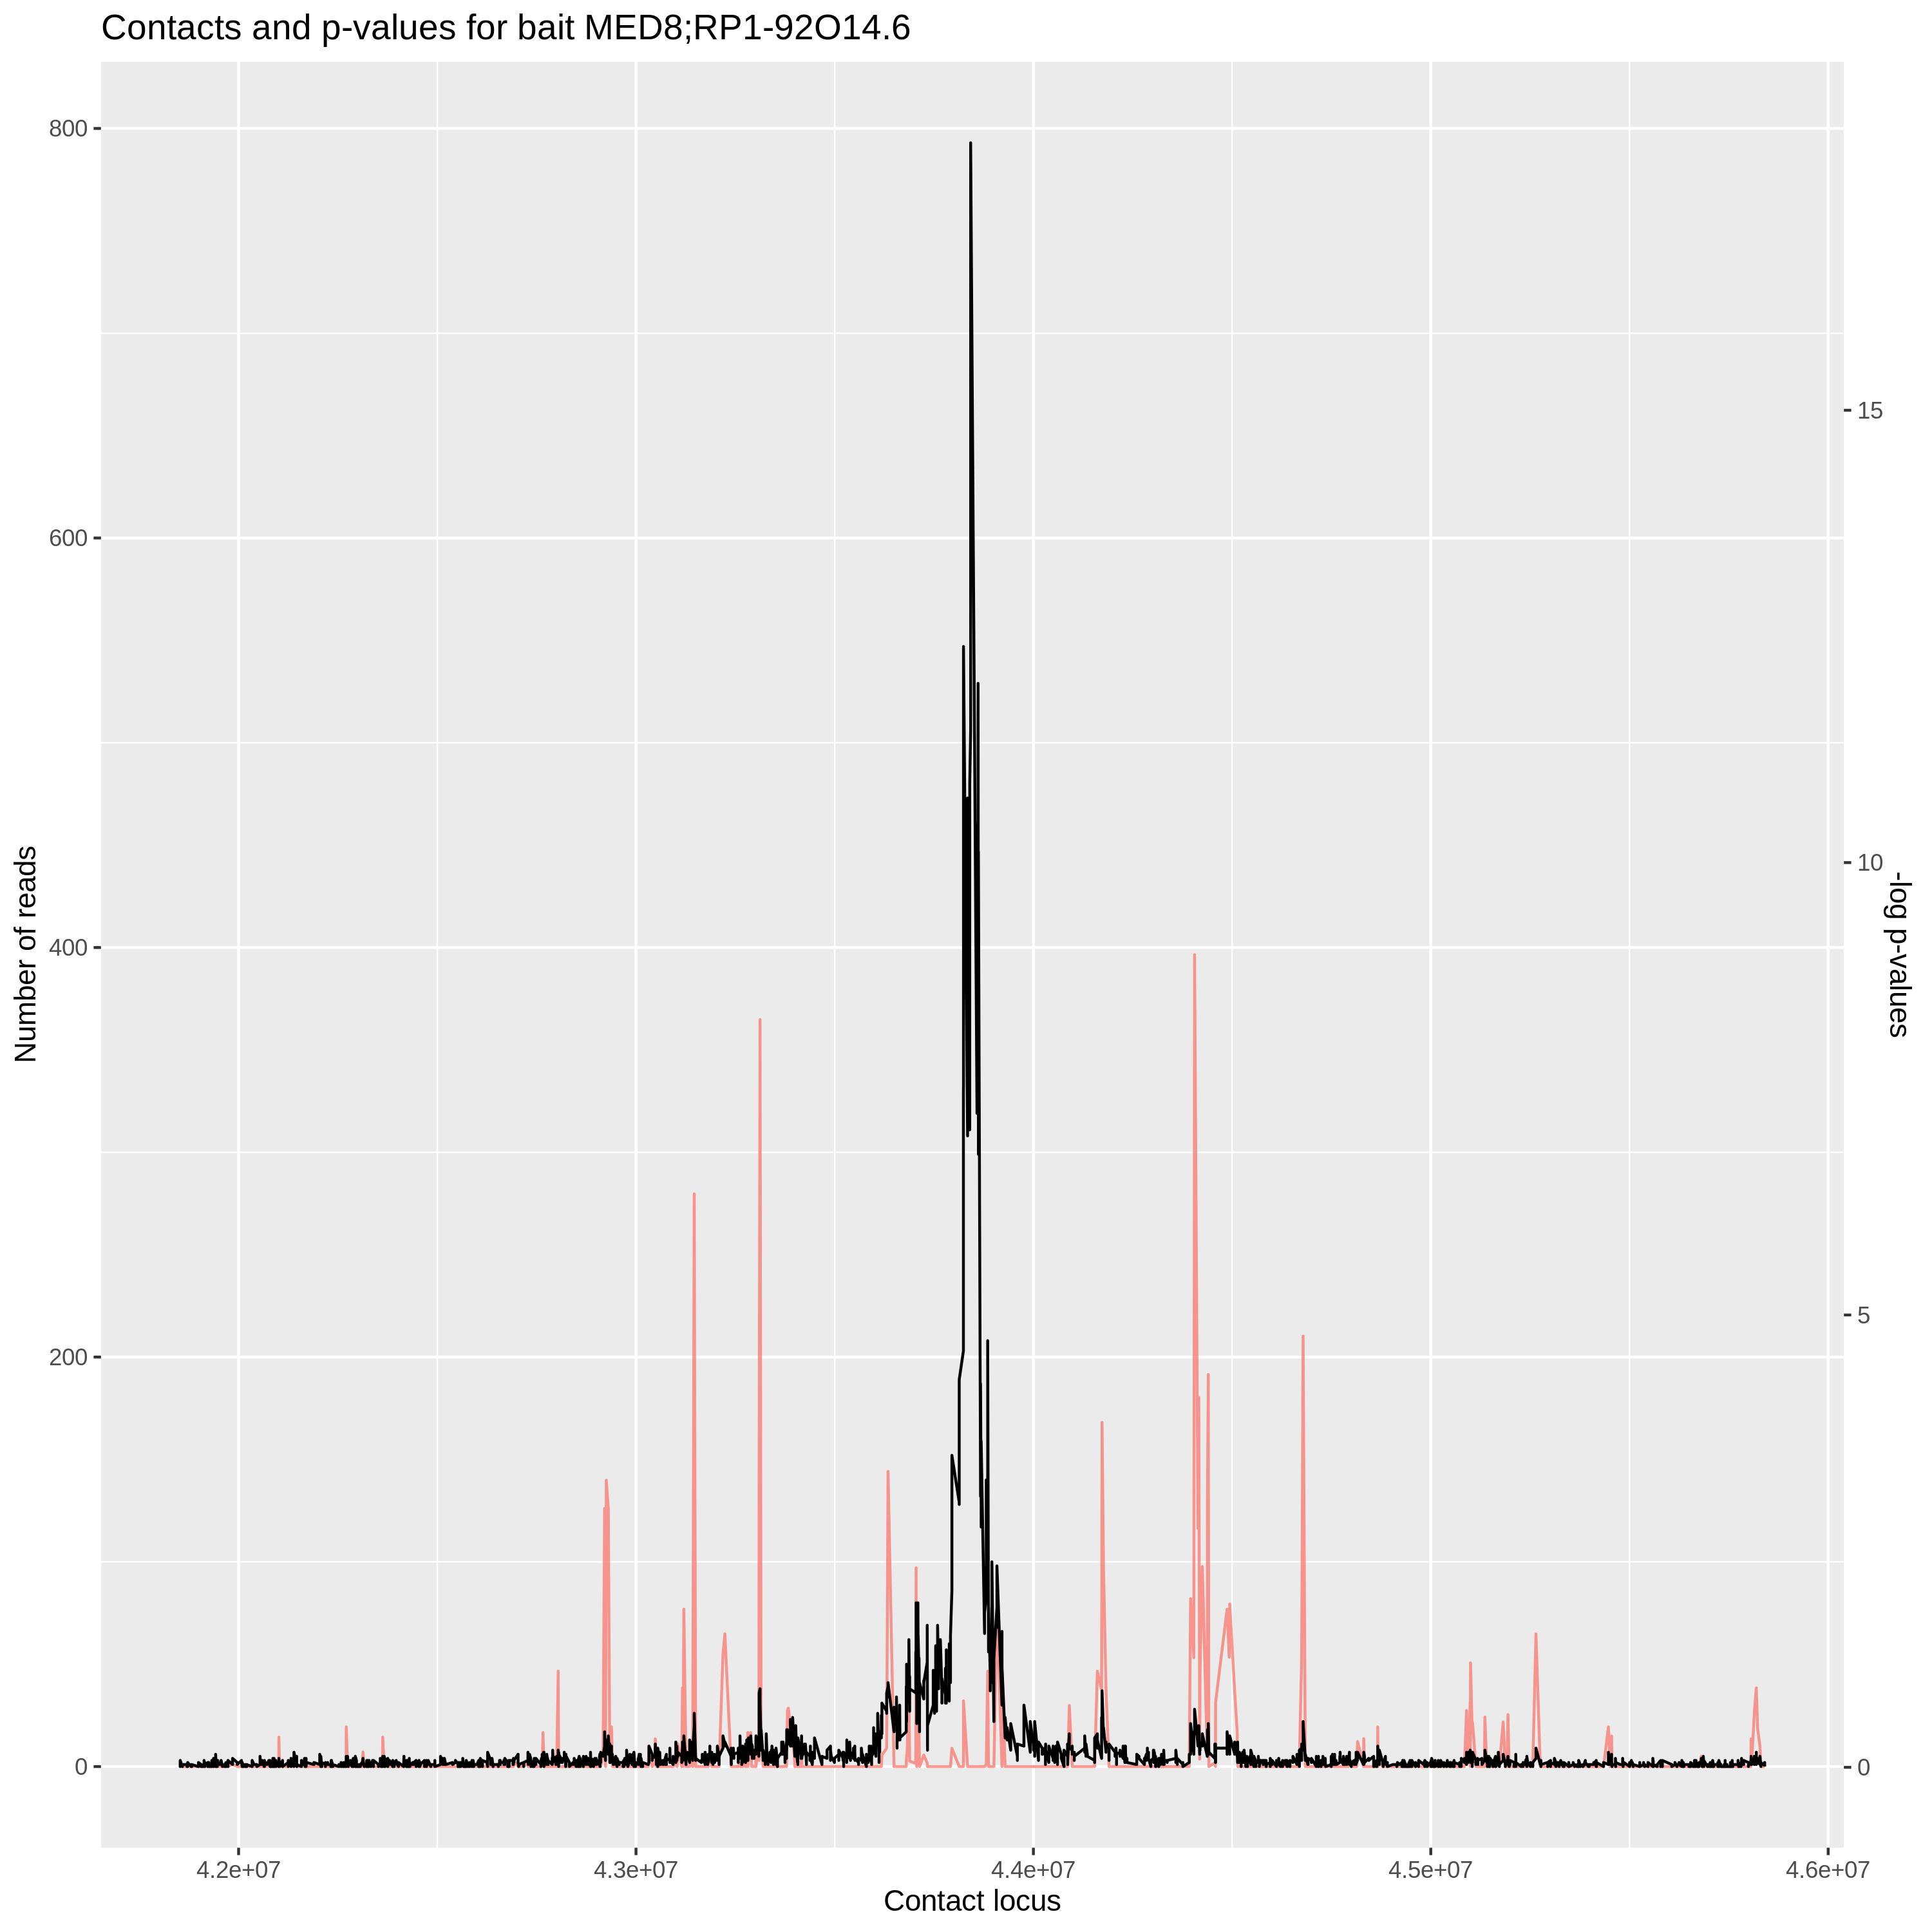 Contacts and p-values for bait MED8;RP1-92O14.6
800
600
400
200
0
Number of reads
15
10
5
0
-log p-values
4.2e+07
4.3e+07
4.4e+07
4.5e+07
4.6e+07
Contact locus